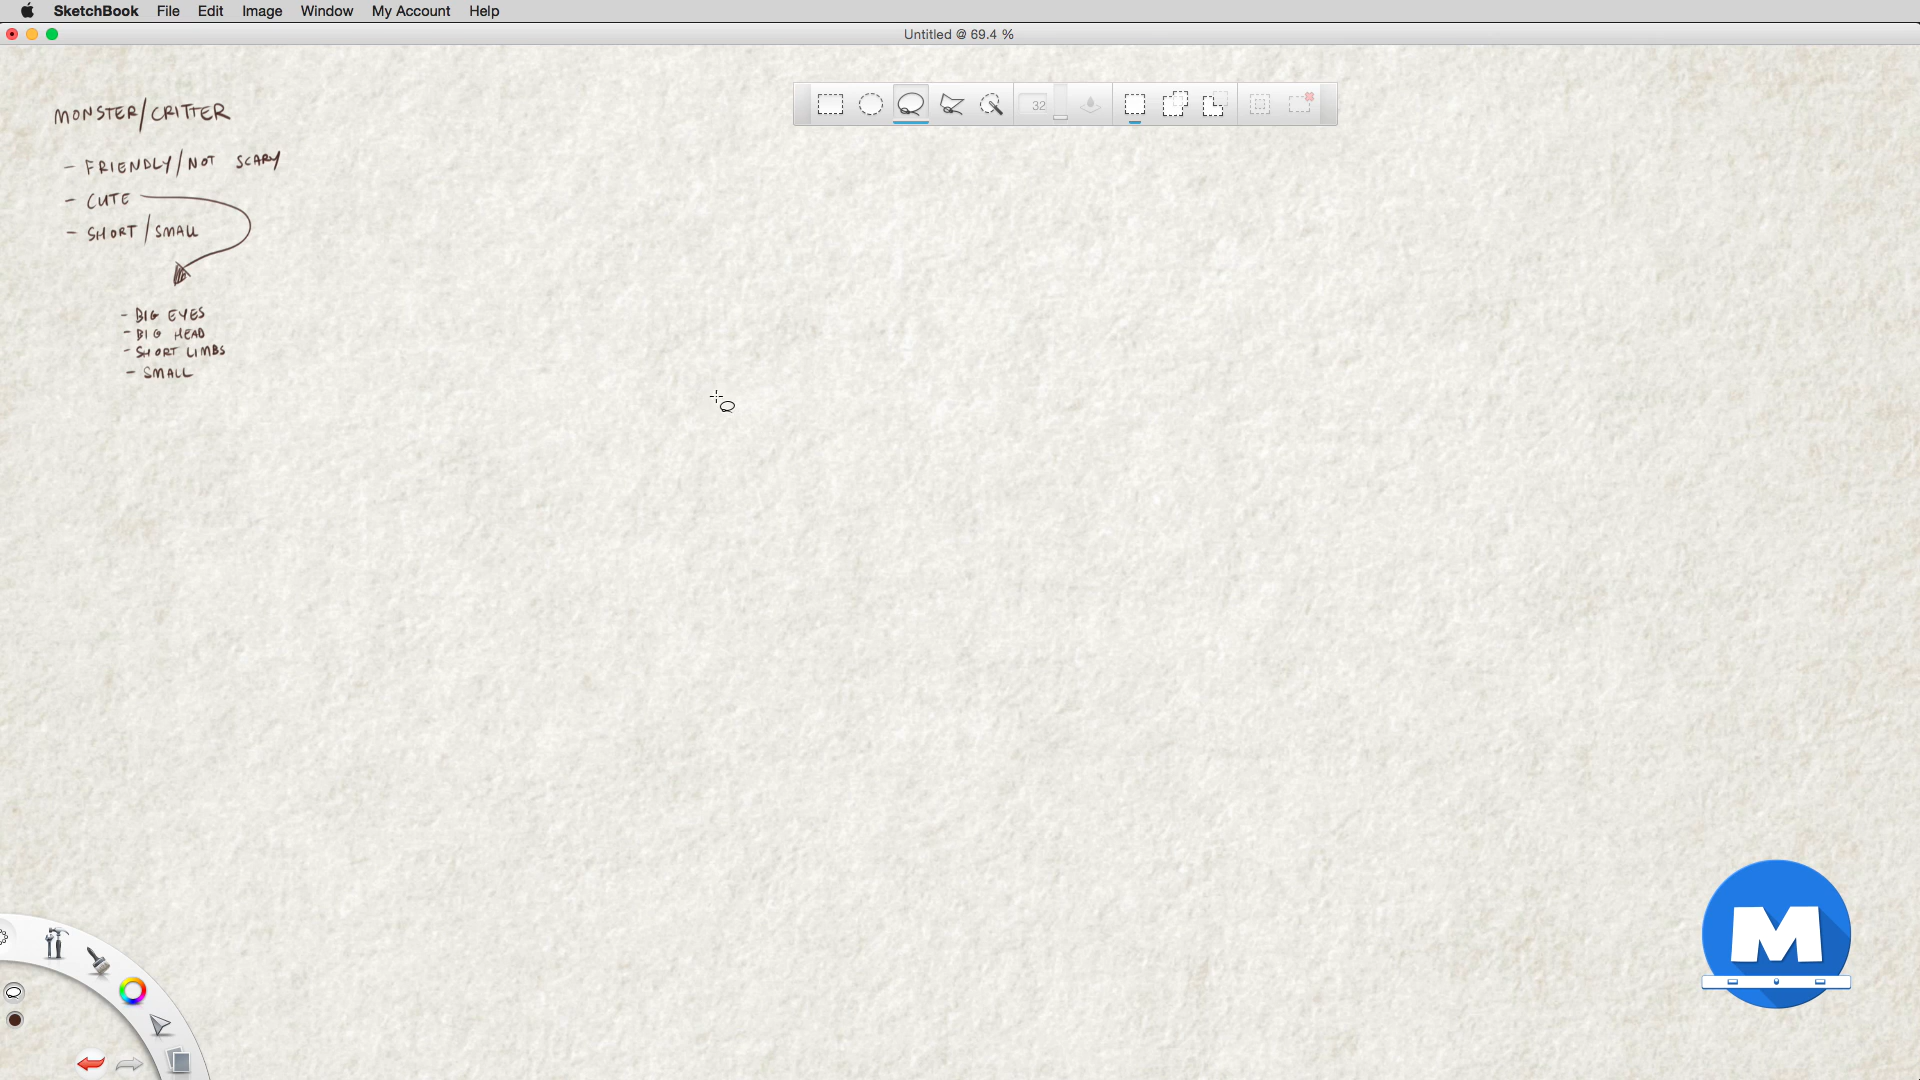 SketchBook File Edit Image Window My Account Help
Untitled @ 69.4 %
32
MONSTER/CRITTER
- FRIENDLY/NOT SCARY
- CUTE
- SHORT/SMALL
- BIG EYES
- BIG HEAD
- SHORT LIMBS
- SMALL
M